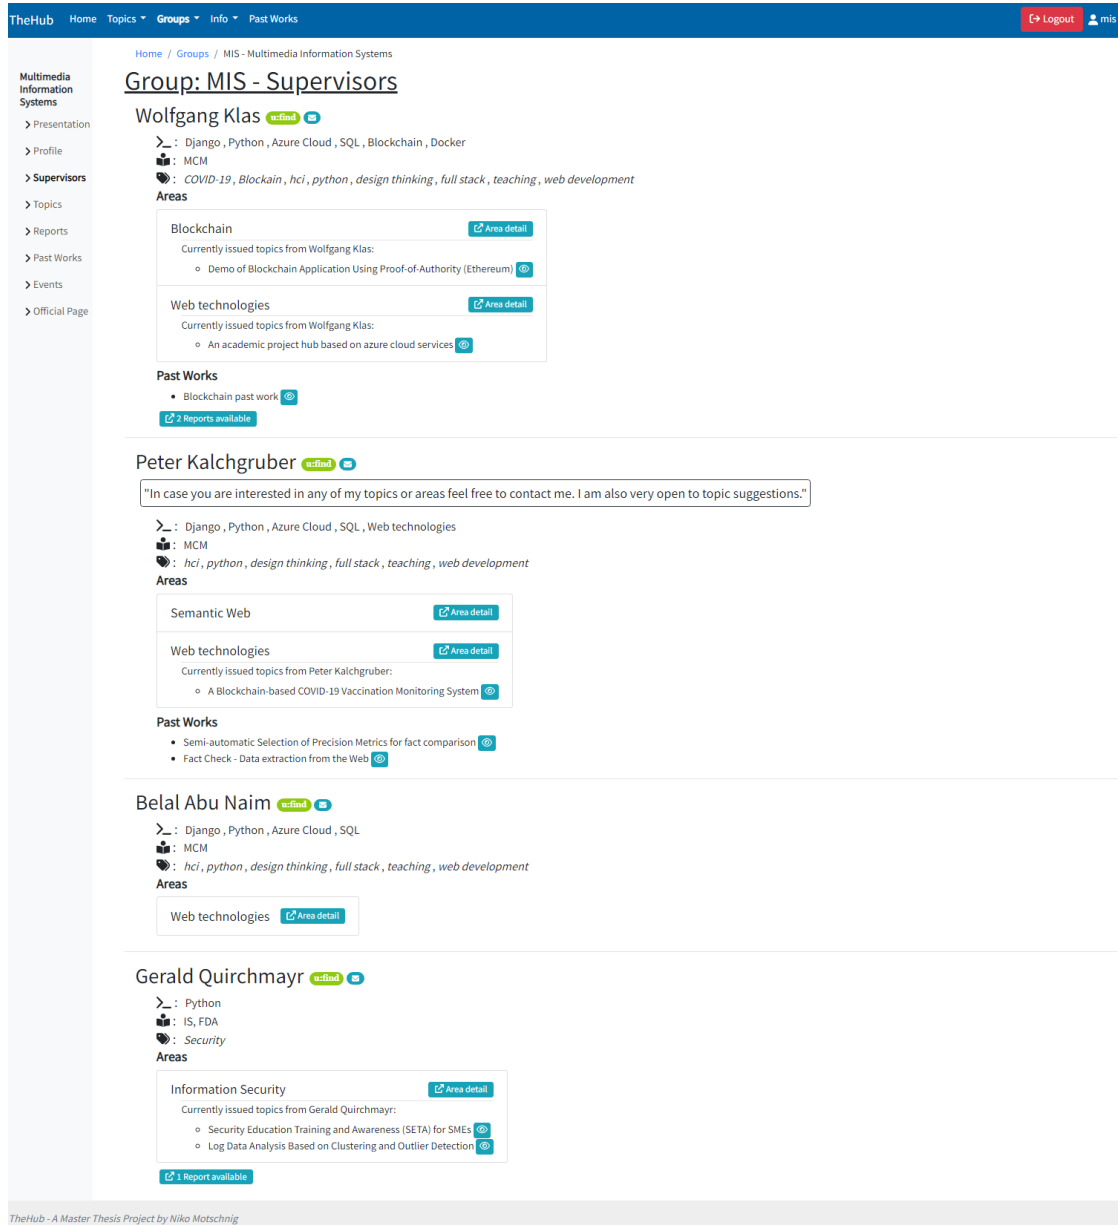 TheHub Home Topics Groups Info Past Works Logout mis
Home / Groups / MIS - Multimedia Information Systems
Multimedia
Information
Systems
Presentation
Profile
Supervisors
Topics
Reports
Past Works
Events
Official Page
Group: MIS - Supervisors
Wolfgang Klas u:find
: Django , Python , Azure Cloud , SQL , Blockchain , Docker
: MCM
: COVID-19 , Blockain , hci , python , design thinking , full stack , teaching , web development
Areas
Blockchain Area detail
Currently issued topics from Wolfgang Klas:
Demo of Blockchain Application Using Proof-of-Authority (Ethereum)
Web technologies Area detail
Currently issued topics from Wolfgang Klas:
An academic project hub based on azure cloud services
Past Works
Blockchain past work
2 Reports available
Peter Kalchgruber u:find
"In case you are interested in any of my topics or areas feel free to contact me. I am also very open to topic suggestions."
: Django , Python , Azure Cloud , SQL , Web technologies
: MCM
: hci , python , design thinking , full stack , teaching , web development
Areas
Semantic Web Area detail
Web technologies Area detail
Currently issued topics from Peter Kalchgruber:
A Blockchain-based COVID-19 Vaccination Monitoring System
Past Works
Semi-automatic Selection of Precision Metrics for fact comparison
Fact Check - Data extraction from the Web
Belal Abu Naim u:find
: Django , Python , Azure Cloud , SQL
: MCM
: hci , python , design thinking , full stack , teaching , web development
Areas
Web technologies Area detail
Gerald Quirchmayr u:find
: Python
: IS, FDA
: Security
Areas
Information Security Area detail
Currently issued topics from Gerald Quirchmayr:
Security Education Training and Awareness (SETA) for SMEs
Log Data Analysis Based on Clustering and Outlier Detection
1 Report available
TheHub - A Master Thesis Project by Niko Motschnig